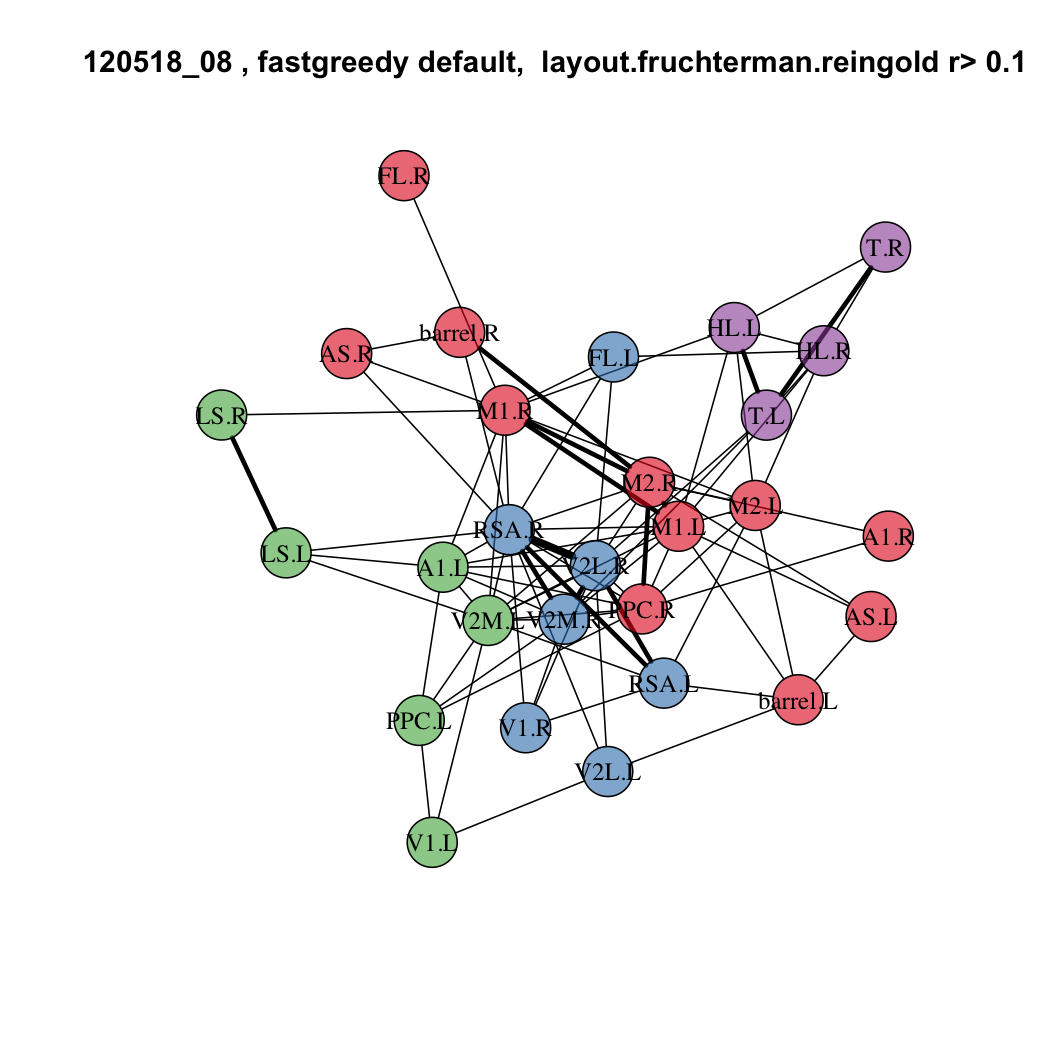 120518_08 , fastgreedy default,  layout.fruchterman.reingold r> 0.1
FL.R
T.R
HL.L
barrel.R
HL.R
AS.R
FL.L
M1.R
LS.R
T.L
M2.R
M2.L
M1.L
RSA.R
A1.R
LS.L
V2L.R
A1.L
PPC.R
AS.L
V2M.L
V2M.R
RSA.L
barrel.L
PPC.L
V1.R
V2L.L
V1.L